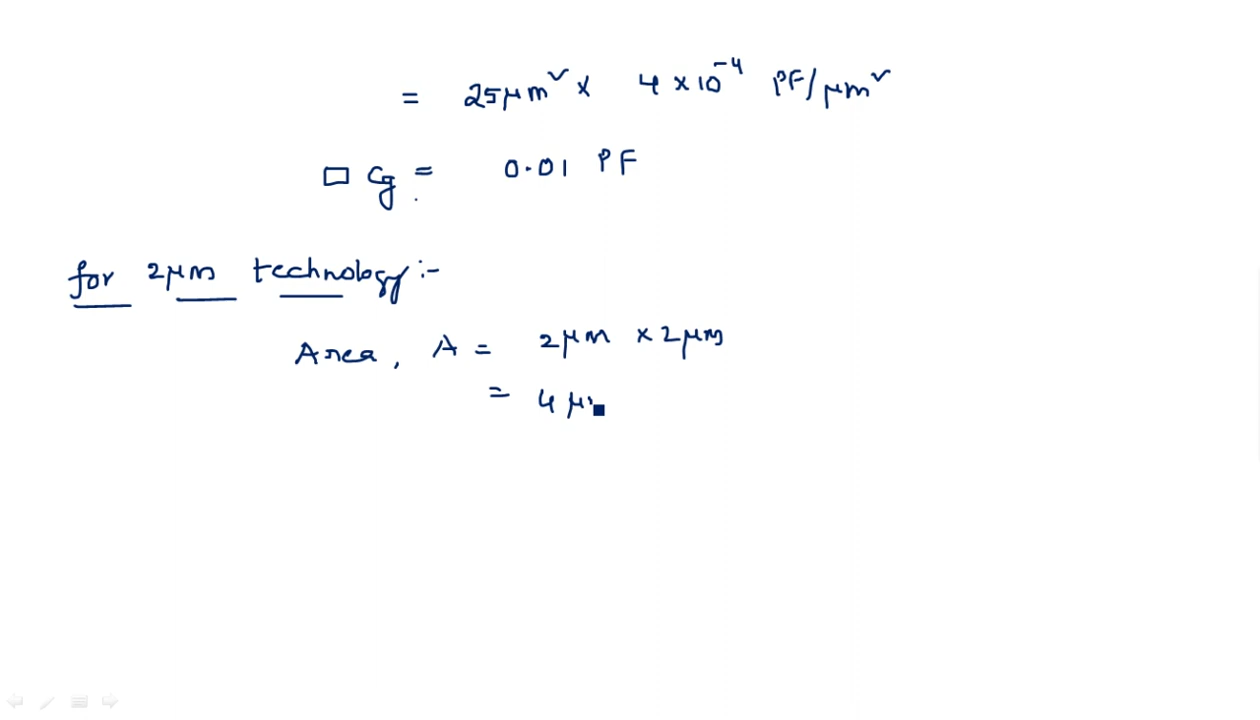 = 25μm² × 4 × 10⁻⁴ PF/μm²
□ Cg = 0.01 PF
for 2μm technology :-
Area, A = 2μm × 2μm
= 4 μ